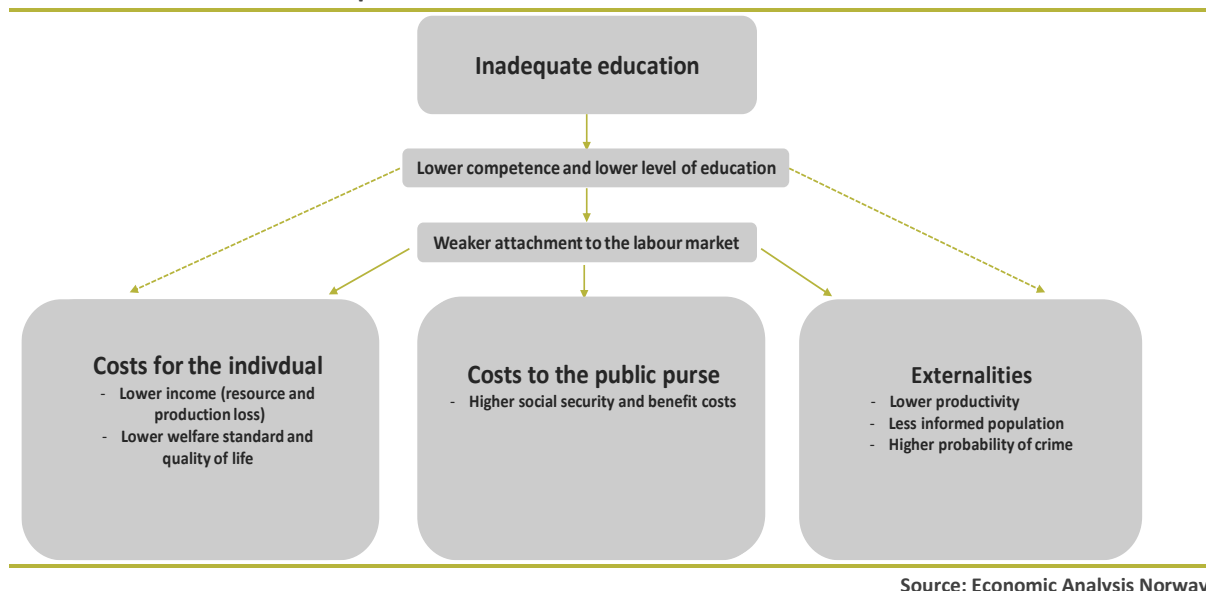 Inadequate education
Lower competence and lower level of education
Weaker attachment to the labour market
Costs for the indivdual
- Lower income (resource and
production loss)
- Lower welfare standard and
quality of life
Costs to the public purse
- Higher social security and benefit costs
Externalities
- Lower productivity
- Less informed population
- Higher probability of crime
Source: Economic Analysis Norway